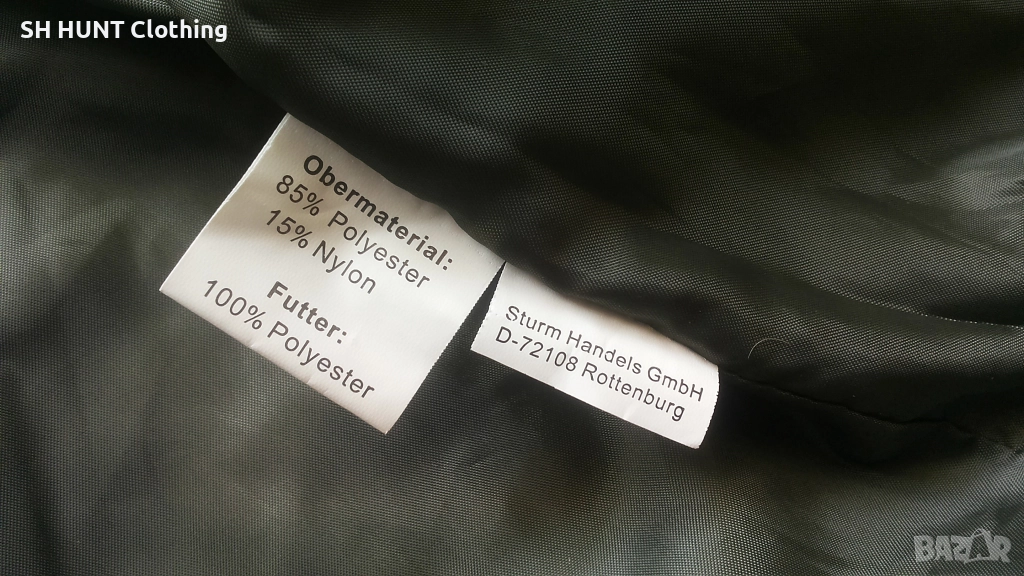 SH HUNT Clothing
Obermaterial:
85% Polyester
15% Nylon
Futter:
100% Polyester
Sturm Handels GmbH
D-72108 Rottenburg
BAZAR